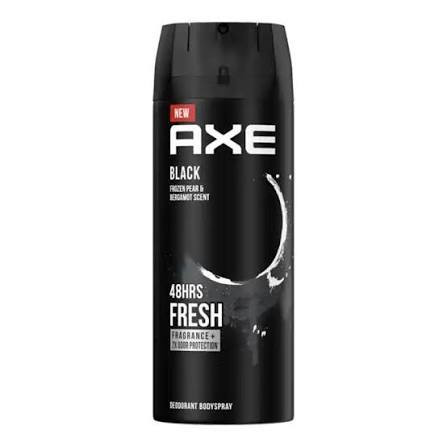 NEW
AXE
BLACK
FROZEN PEAR &
BERGAMOT SCENT
48HRS
FRESH
FRAGRANCE +
2X ODOR PROTECTION
DEODORANT BODYSPRAY